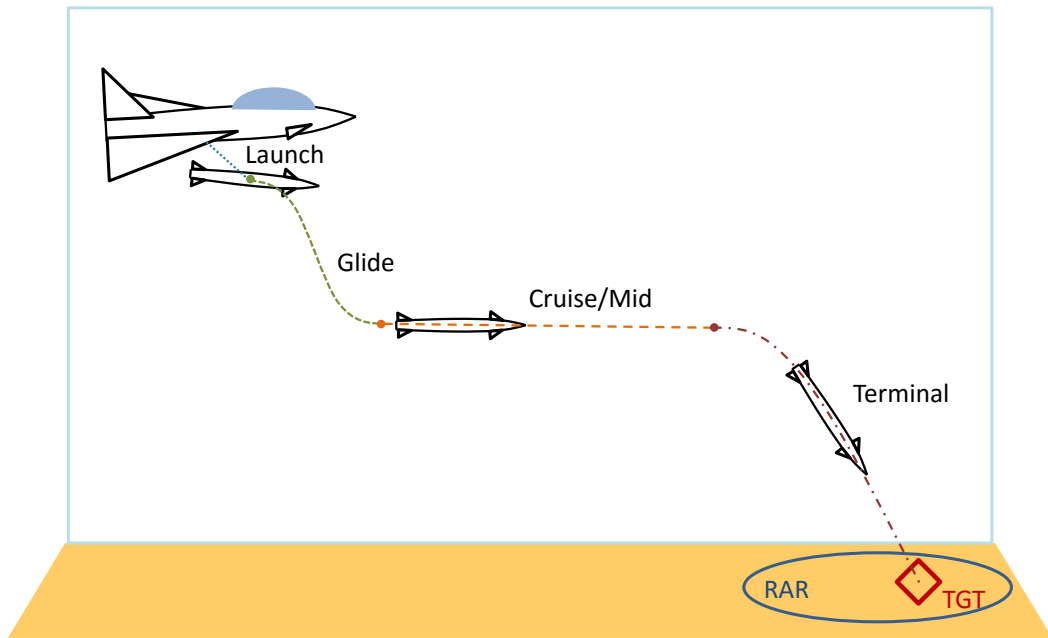 Launch
Glide
Cruise/Mid
Terminal
RAR
TGT